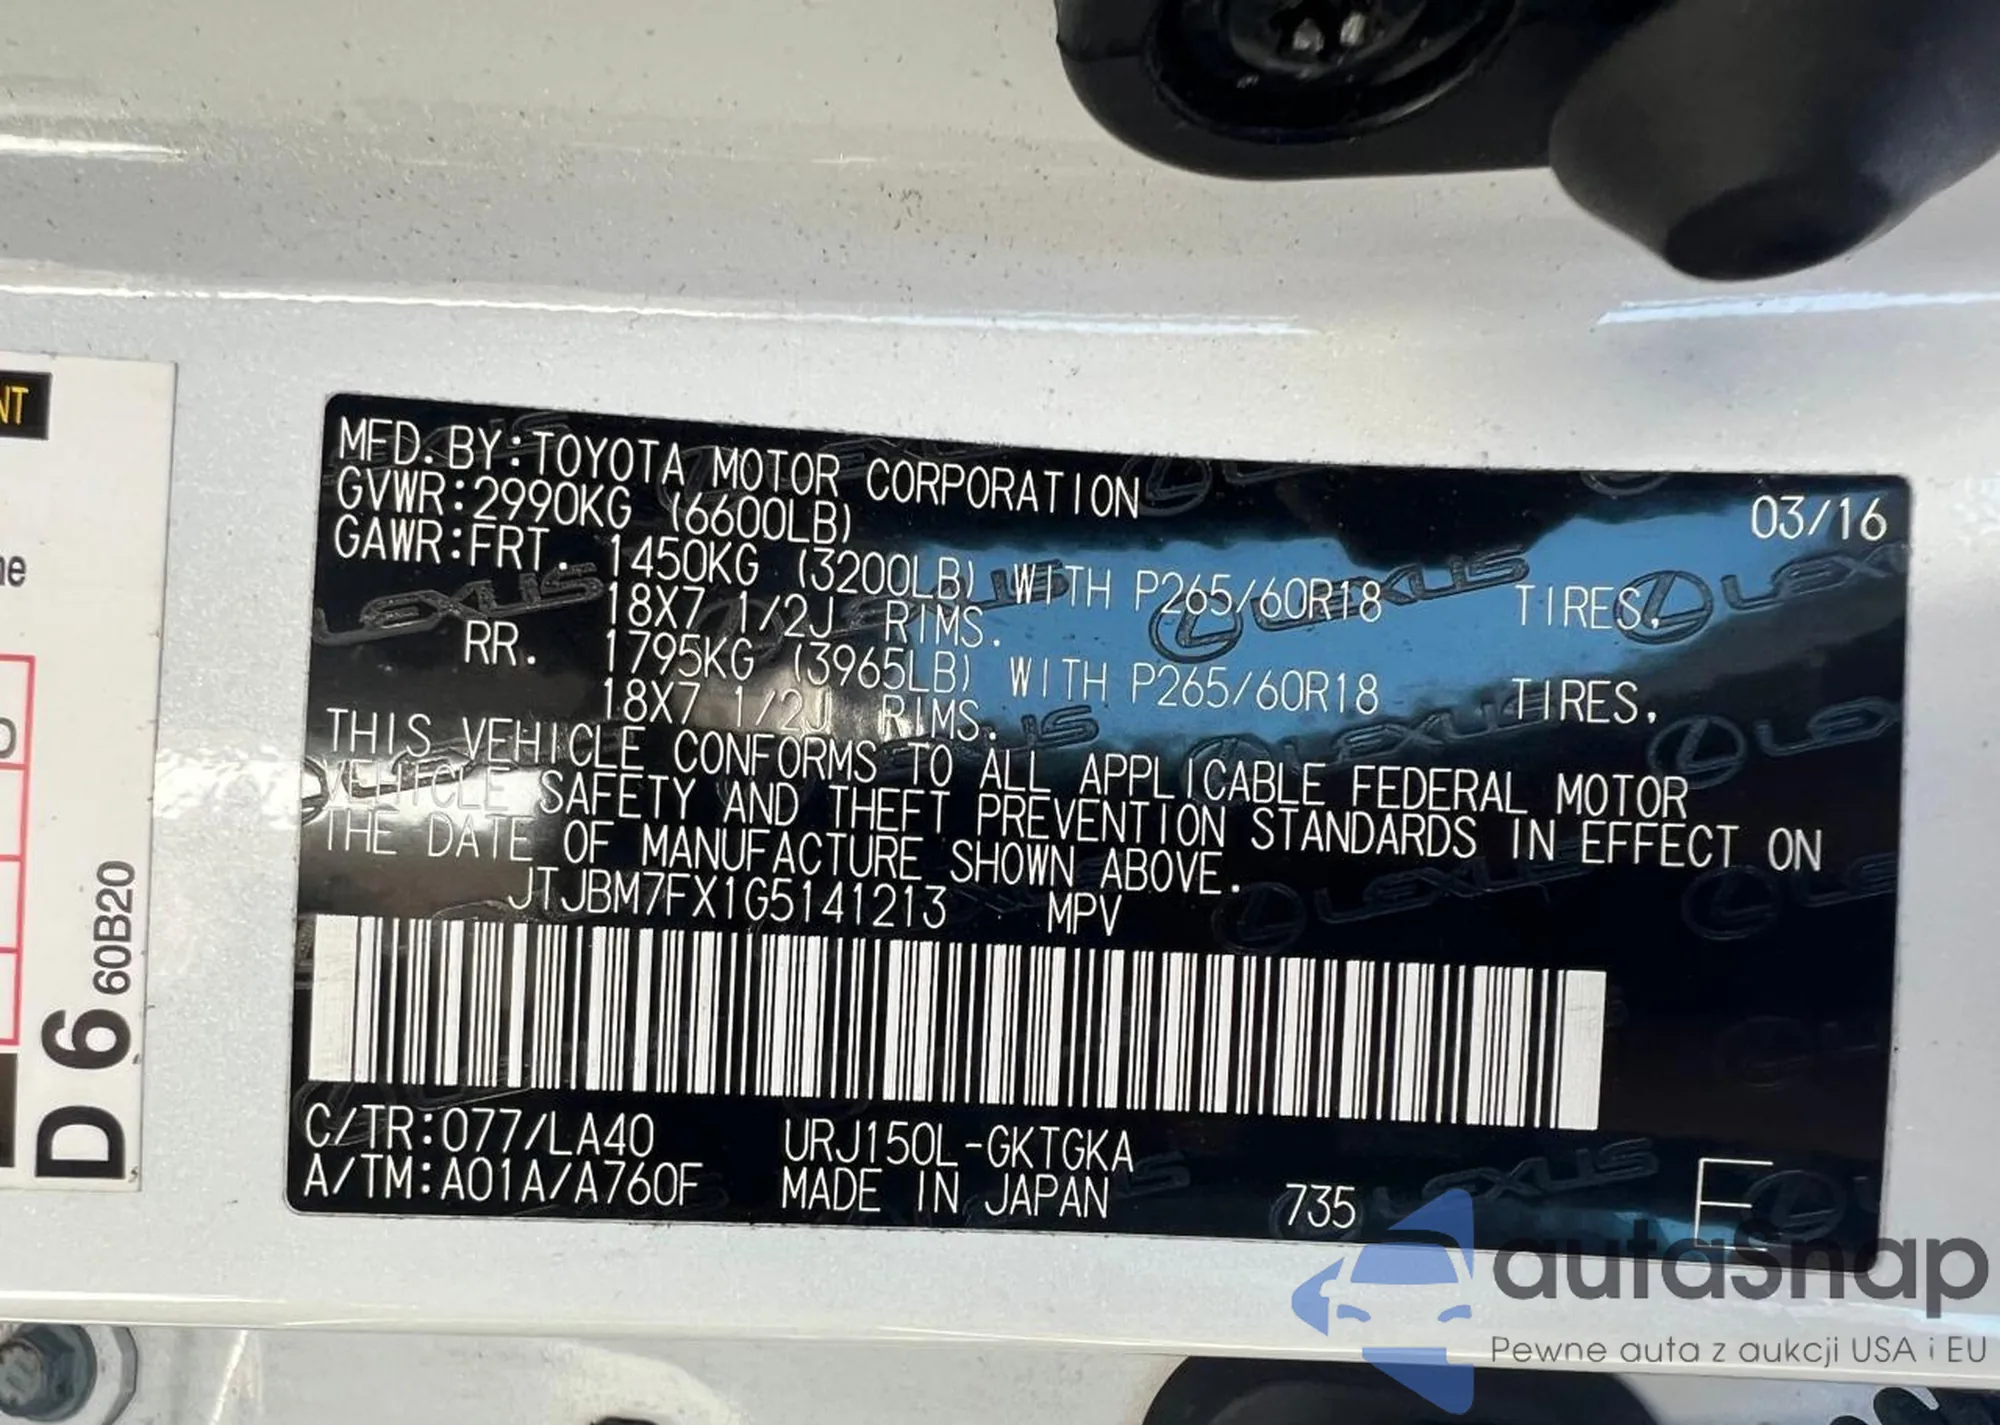 MFD. BY: TOYOTA MOTOR CORPORATION 03/16
GVWR: 2990KG (6600LB)
GAWR: FRT. 1450KG (3200LB) WITH P265/60R18 TIRES,
18X7 1/2J RIMS.
RR. 1795KG (3965LB) WITH P265/60R18 TIRES,
18X7 1/2J RIMS.
THIS VEHICLE CONFORMS TO ALL APPLICABLE FEDERAL MOTOR
VEHICLE SAFETY AND THEFT PREVENTION STANDARDS IN EFFECT ON
THE DATE OF MANUFACTURE SHOWN ABOVE.
JTJBM7FX1G5141213 MPV
C/TR: 077/LA40 URJ150L-GKTGKA
A/TM: A01A/A760F MADE IN JAPAN 735 E
D 6 60B20
NT
LEXUS
autasnap
Pewne auta z aukcji USA i EU